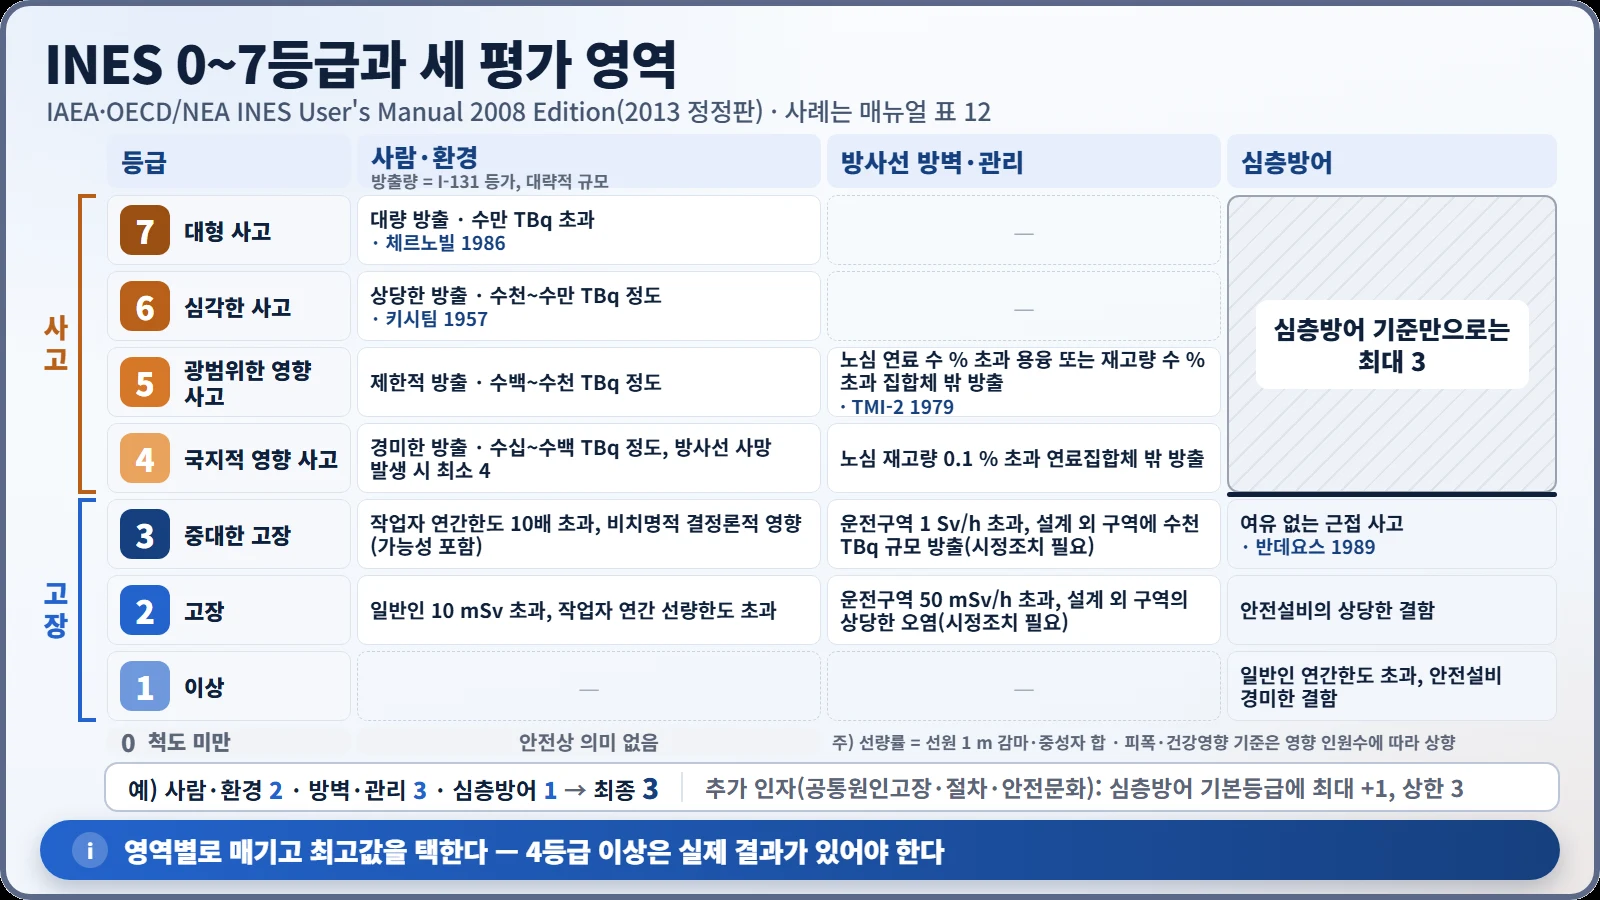 INES 0~7등급과 세 평가 영역
IAEA·OECD/NEA INES User's Manual 2008 Edition(2013 정정판) · 사례는 매뉴얼 표 12
등급
사람·환경
방출량 = I-131 등가, 대략적 규모
방사선 방벽·관리
심층방어
사고
7 대형 사고
대량 방출 · 수만 TBq 초과
· 체르노빌 1986
—
6 심각한 사고
상당한 방출 · 수천~수만 TBq 정도
· 키시팀 1957
—
5 광범위한 영향
사고
제한적 방출 · 수백~수천 TBq 정도
노심 연료 수 % 초과 용융 또는 재고량 수 %
초과 집합체 밖 방출
· TMI-2 1979
4 국지적 영향 사고
경미한 방출 · 수십~수백 TBq 정도, 방사선 사망
발생 시 최소 4
노심 재고량 0.1 % 초과 연료집합체 밖 방출
심층방어 기준만으로는
최대 3
고장
3 중대한 고장
작업자 연간한도 10배 초과, 비치명적 결정론적 영향
(가능성 포함)
운전구역 1 Sv/h 초과, 설계 외 구역에 수천
TBq 규모 방출(시정조치 필요)
여유 없는 근접 사고
· 반데요스 1989
2 고장
일반인 10 mSv 초과, 작업자 연간 선량한도 초과
운전구역 50 mSv/h 초과, 설계 외 구역의
상당한 오염(시정조치 필요)
안전설비의 상당한 결함
1 이상
—
—
일반인 연간한도 초과, 안전설비
경미한 결함
0 척도 미만
안전상 의미 없음
주) 선량률 = 선원 1 m 감마·중성자 합 · 피폭·건강영향 기준은 영향 인원수에 따라 상향
예) 사람·환경 2 · 방벽·관리 3 · 심층방어 1 → 최종 3
추가 인자(공통원인고장·절차·안전문화): 심층방어 기본등급에 최대 +1, 상한 3
i 영역별로 매기고 최고값을 택한다 — 4등급 이상은 실제 결과가 있어야 한다